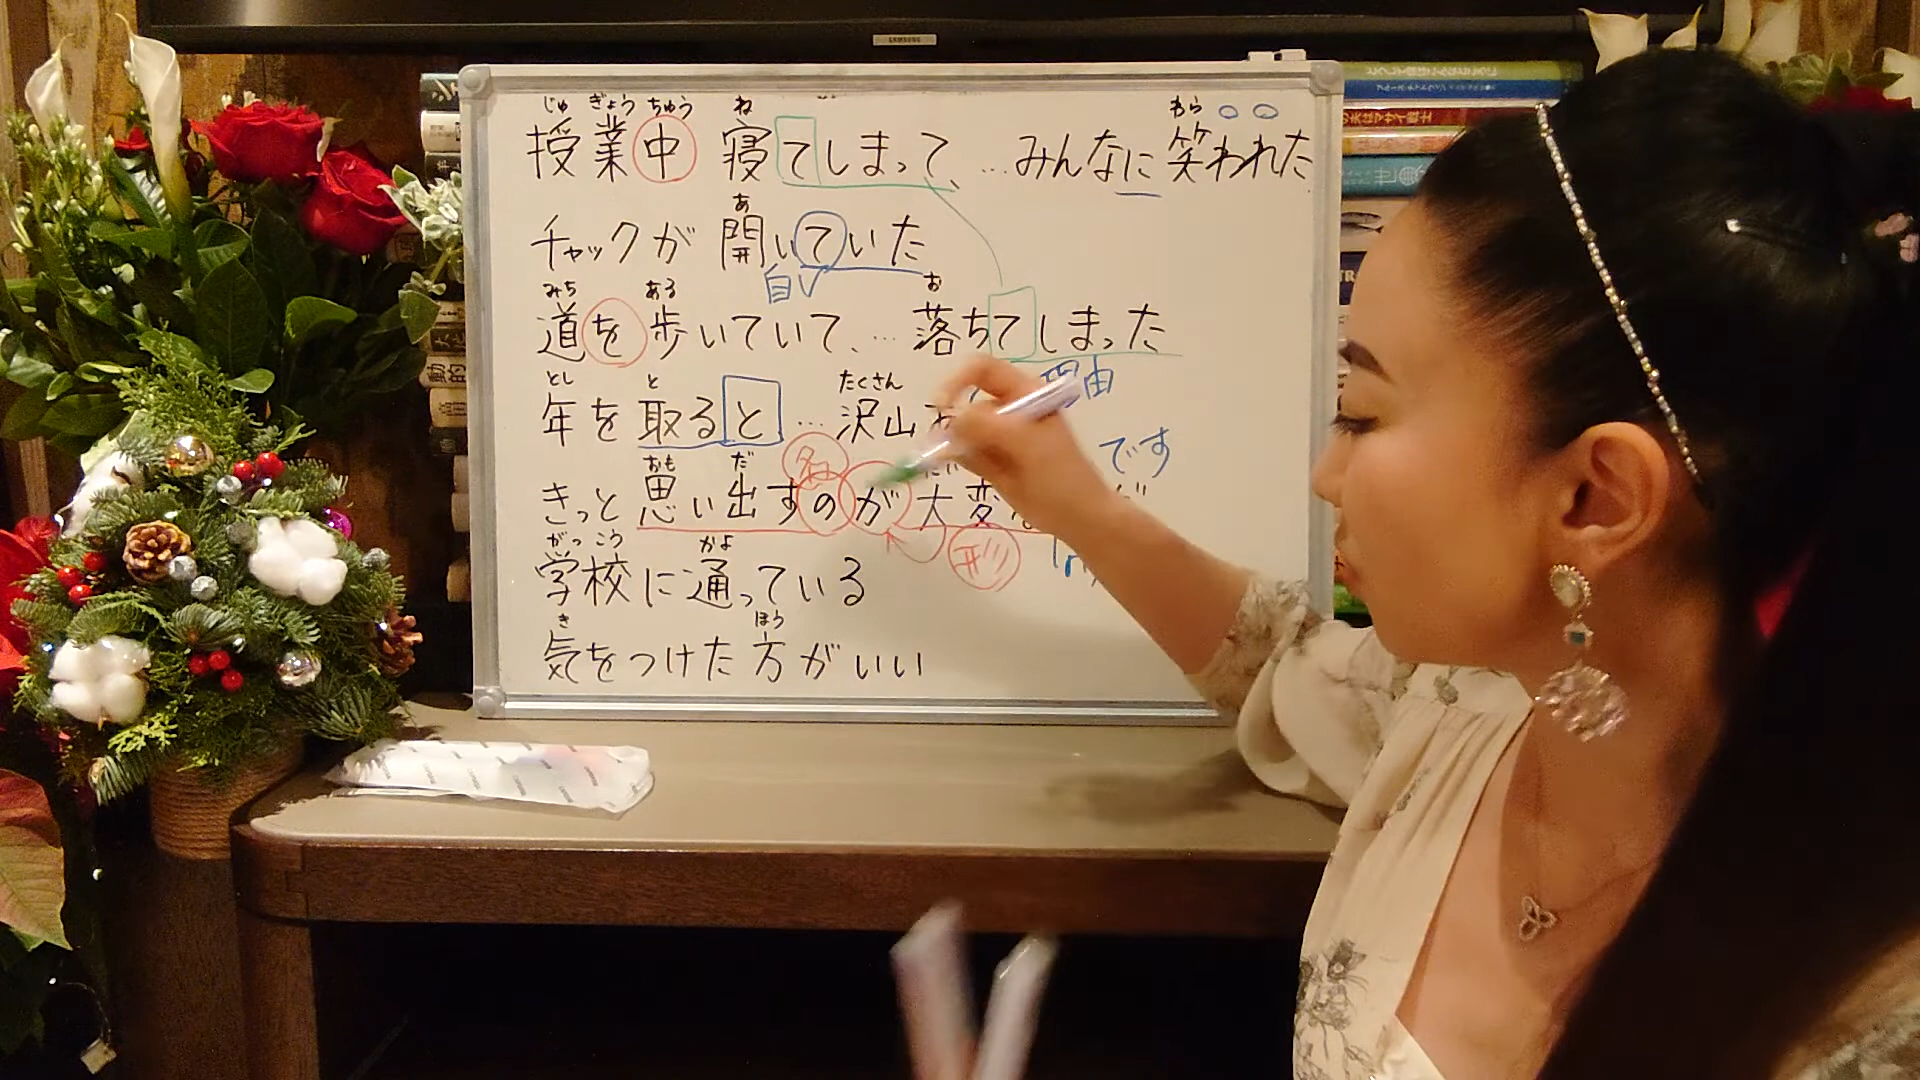 じゅ ぎょう ちゅう ね わら
授業中 寝てしまって、…みんなに笑われた
あ
チャックが 開いていた
自V
みち ある お
道を歩いていて、… 落ちてしまった
理由
とし と たくさん
年を取ると … 沢山
です
名
おも だ
きっと思い出すのが大変
がっ こう かよ
学校に通っている
き ほう
気をつけた方がいい
SAMSUNG